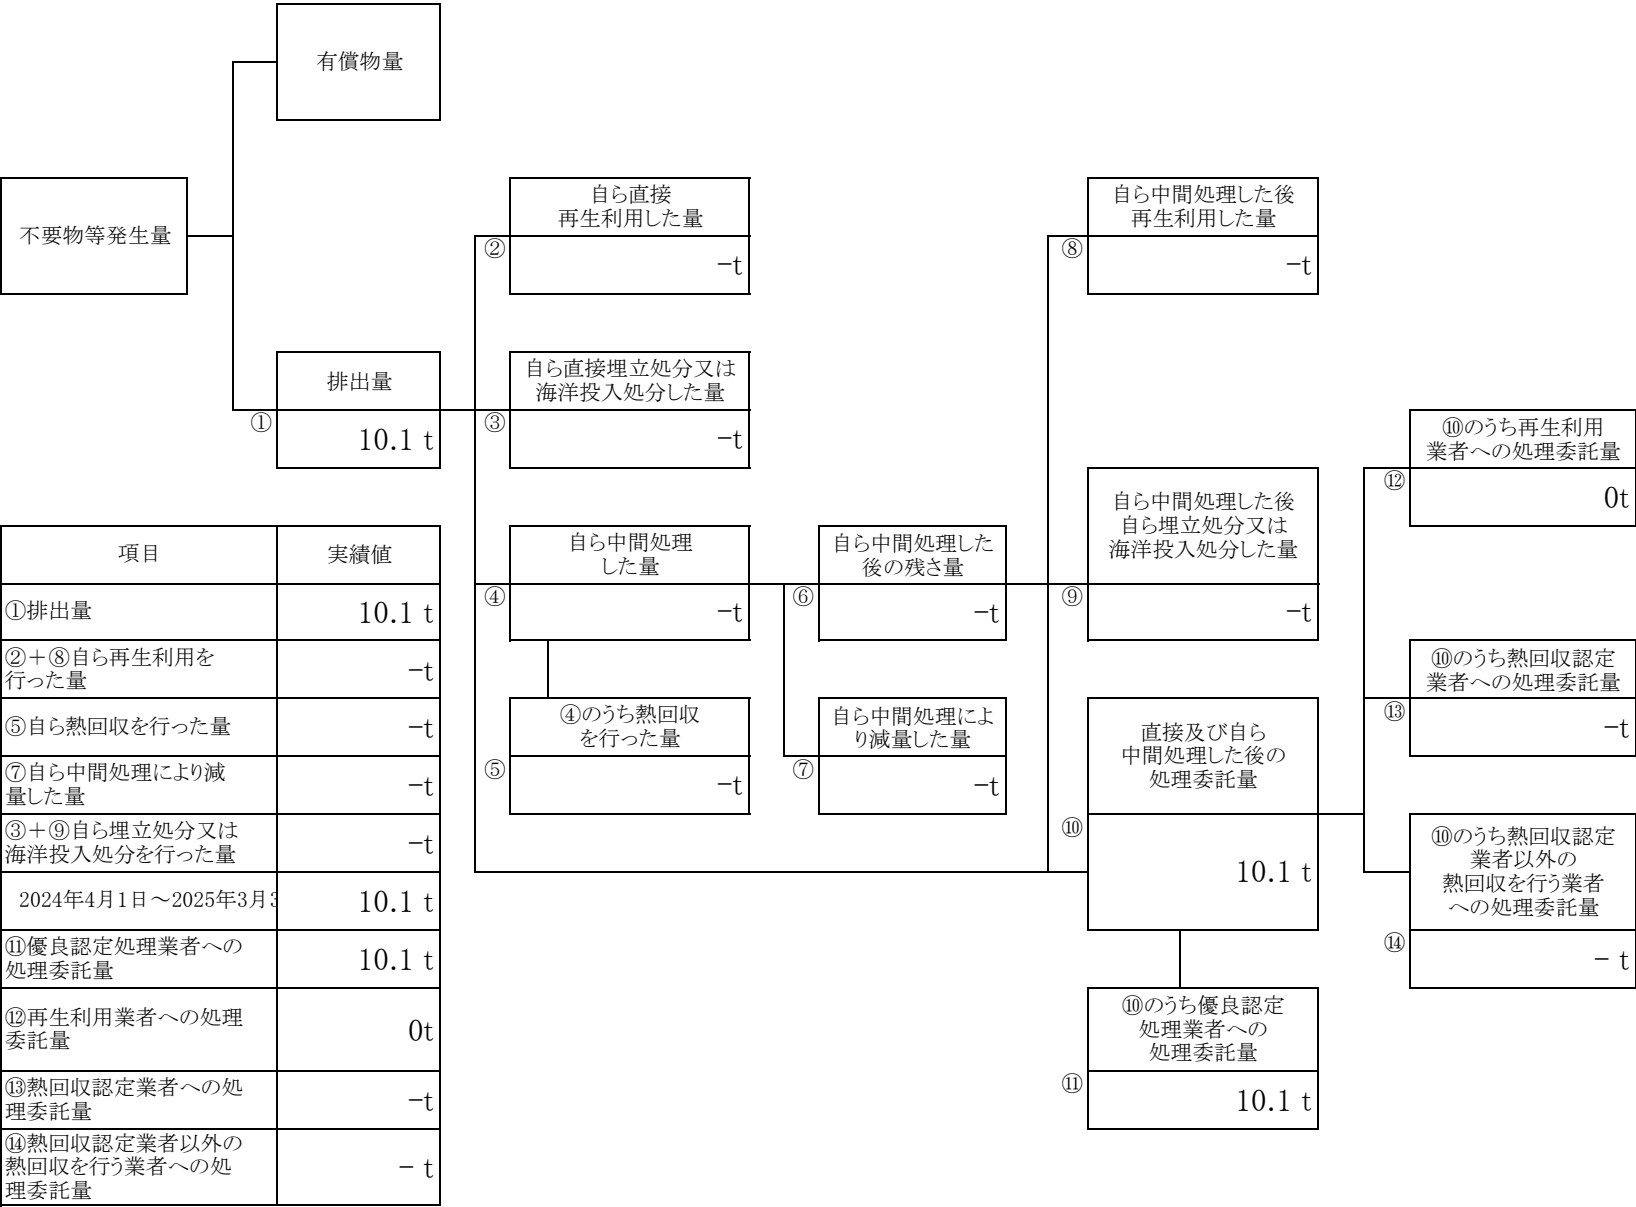 有償物量
不要物等発生量
自ら直接
再生利用した量
②
−t
自ら中間処理した後
再生利用した量
⑧
−t
排出量
①
10.1 t
自ら直接埋立処分又は
海洋投入処分した量
③
−t
⑩のうち再生利用
業者への処理委託量
⑫
0t
自ら中間処理
した量
④
−t
自ら中間処理した
後の残さ量
⑥
−t
自ら中間処理した後
自ら埋立処分又は
海洋投入処分した量
⑨
−t
⑩のうち熱回収認定
業者への処理委託量
⑬
−t
④のうち熱回収
を行った量
⑤
−t
自ら中間処理によ
り減量した量
⑦
−t
直接及び自ら
中間処理した後の
処理委託量
⑩
10.1 t
⑩のうち熱回収認定
業者以外の
熱回収を行う業者
への処理委託量
⑭
− t
⑩のうち優良認定
処理業者への
処理委託量
⑪
10.1 t
項目
実績値
①排出量
10.1 t
②＋⑧自ら再生利用を
行った量
−t
⑤自ら熱回収を行った量
−t
⑦自ら中間処理により減
量した量
−t
③＋⑨自ら埋立処分又は
海洋投入処分を行った量
−t
2024年4月1日～2025年3月
10.1 t
⑪優良認定処理業者への
処理委託量
10.1 t
⑫再生利用業者への処理
委託量
0t
⑬熱回収認定業者への処
理委託量
−t
⑭熱回収認定業者以外の
熱回収を行う業者への処
理委託量
− t